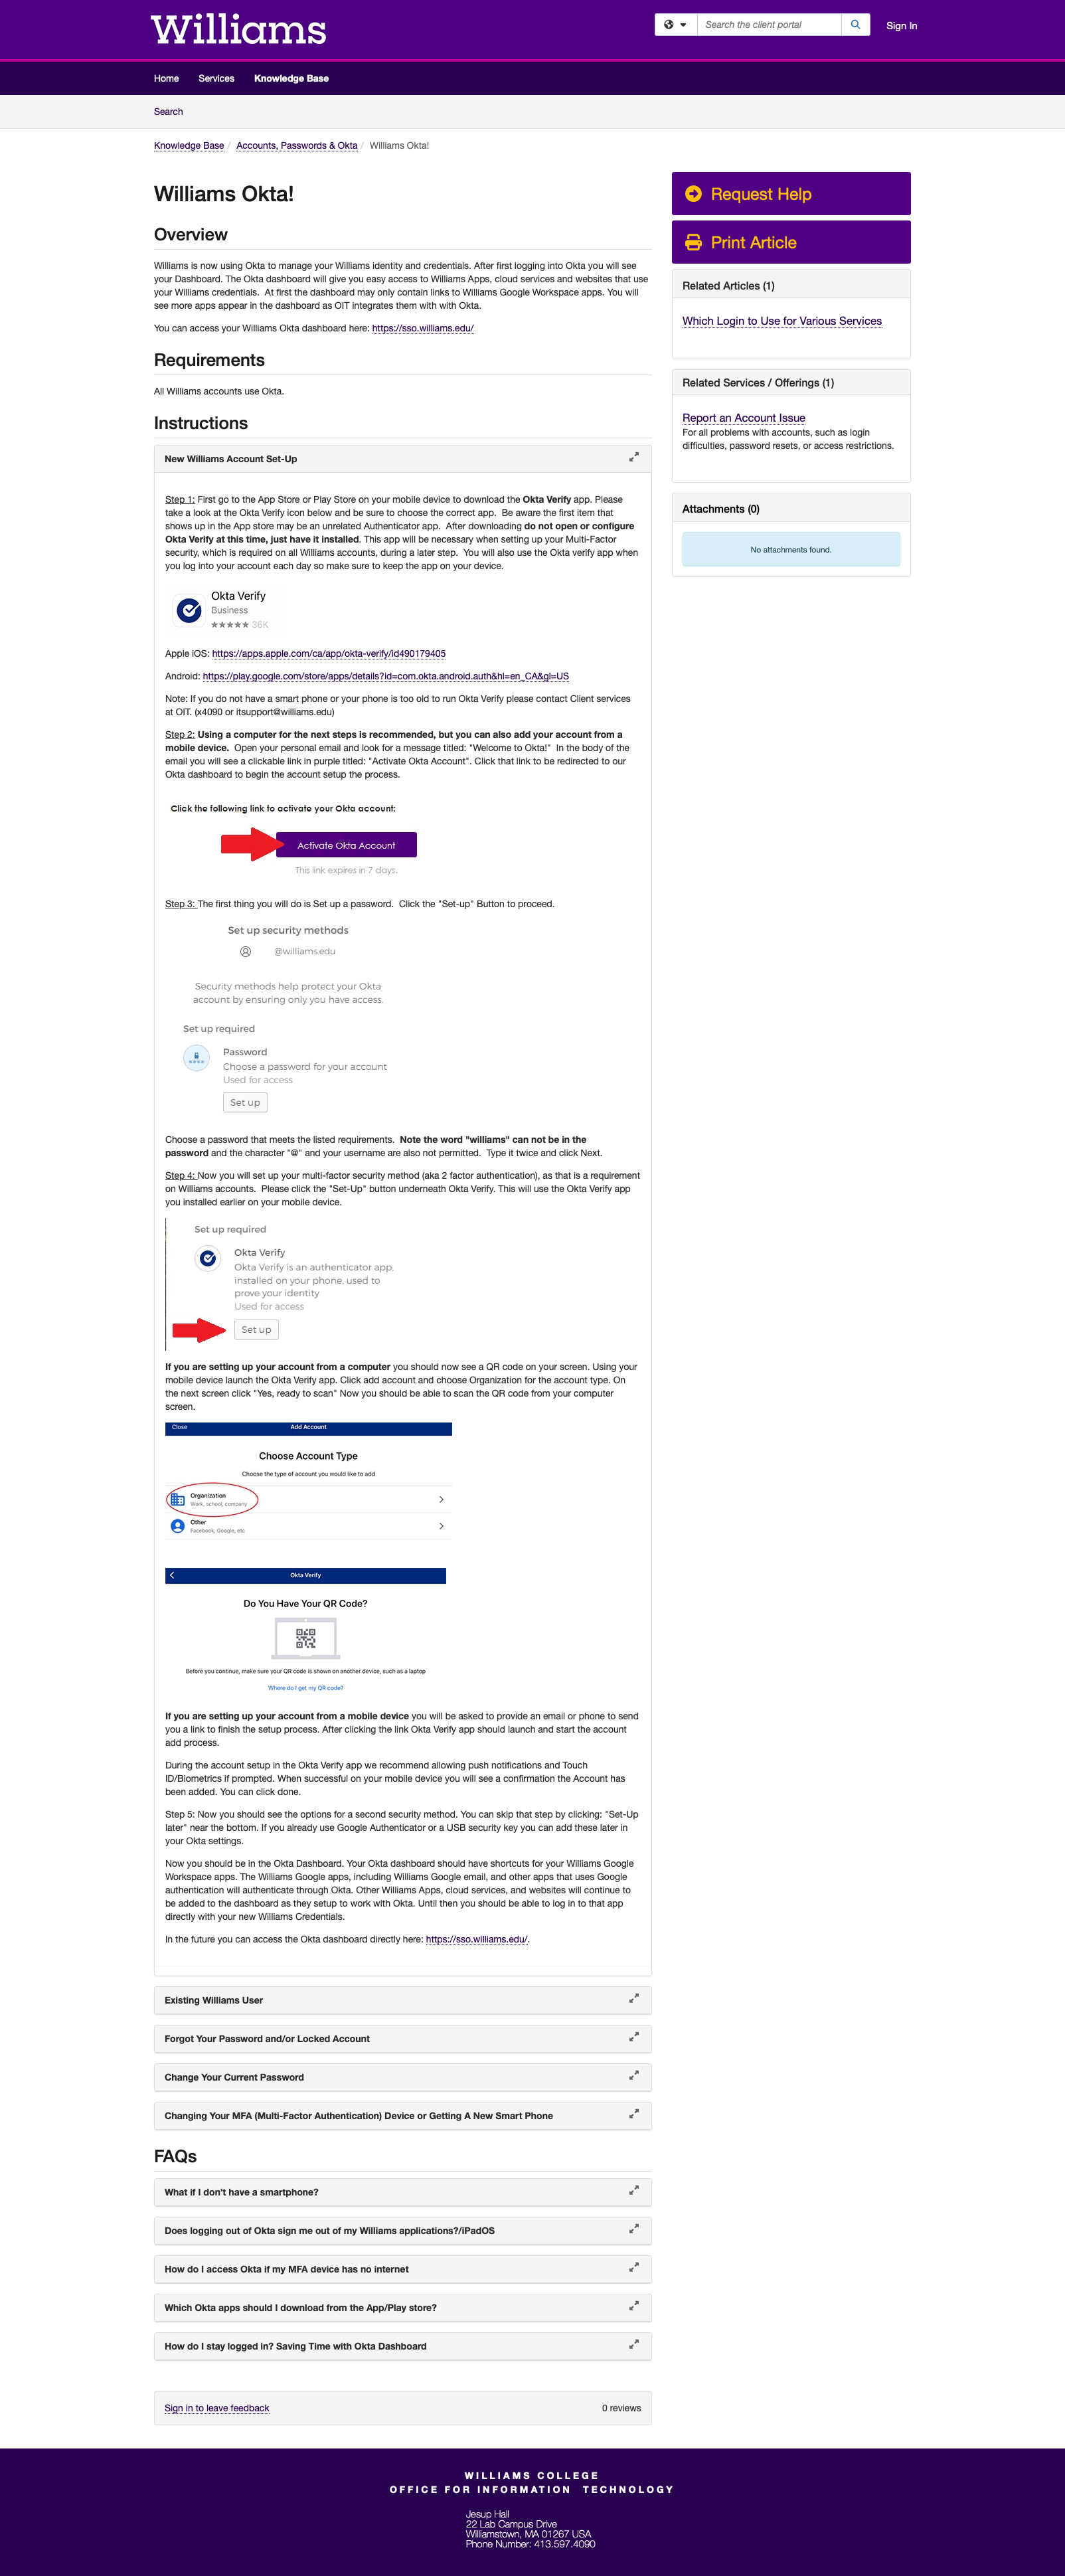 Williams
Search the client portal
Sign In
Home Services Knowledge Base
Search
Knowledge Base / Accounts, Passwords & Okta / Williams Okta!
Williams Okta!
Overview
Williams is now using Okta to manage your Williams identity and credentials. After first logging into Okta you will see
your Dashboard. The Okta dashboard will give you easy access to Williams Apps, cloud services and websites that use
your Williams credentials.  At first the dashboard may only contain links to Williams Google Workspace apps. You will
see more apps appear in the dashboard as OIT integrates them with with Okta.
You can access your Williams Okta dashboard here: https://sso.williams.edu/
Requirements
All Williams accounts use Okta.
Instructions
New Williams Account Set-Up
Step 1: First go to the App Store or Play Store on your mobile device to download the Okta Verify app. Please
take a look at the Okta Verify icon below and be sure to choose the correct app.  Be aware the first item that
shows up in the App store may be an unrelated Authenticator app.  After downloading do not open or configure
Okta Verify at this time, just have it installed. This app will be necessary when setting up your Multi-Factor
security, which is required on all Williams accounts, during a later step.  You will also use the Okta verify app when
you log into your account each day so make sure to keep the app on your device.
Okta Verify
Business
★★★★★ 36K
Apple iOS: https://apps.apple.com/ca/app/okta-verify/id490179405
Android: https://play.google.com/store/apps/details?id=com.okta.android.auth&hl=en_CA&gl=US
Note: If you do not have a smart phone or your phone is too old to run Okta Verify please contact Client services
at OIT. (x4090 or itsupport@williams.edu)
Step 2: Using a computer for the next steps is recommended, but you can also add your account from a
mobile device.  Open your personal email and look for a message titled: "Welcome to Okta!"  In the body of the
email you will see a clickable link in purple titled: "Activate Okta Account". Click that link to be redirected to our
Okta dashboard to begin the account setup the process.
Click the following link to activate your Okta account:
Activate Okta Account
This link expires in 7 days.
Step 3: The first thing you will do is Set up a password.  Click the "Set-up" Button to proceed.
Set up security methods
@williams.edu
Security methods help protect your Okta
account by ensuring only you have access.
Set up required
Password
Choose a password for your account
Used for access
Set up
Choose a password that meets the listed requirements.  Note the word "williams" can not be in the
password and the character "@" and your username are also not permitted.  Type it twice and click Next.
Step 4: Now you will set up your multi-factor security method (aka 2 factor authentication), as that is a requirement
on Williams accounts.  Please click the "Set-Up" button underneath Okta Verify. This will use the Okta Verify app
you installed earlier on your mobile device.
Set up required
Okta Verify
Okta Verify is an authenticator app,
installed on your phone, used to
prove your identity
Used for access
Set up
If you are setting up your account from a computer you should now see a QR code on your screen. Using your
mobile device launch the Okta Verify app. Click add account and choose Organization for the account type. On
the next screen click "Yes, ready to scan" Now you should be able to scan the QR code from your computer
screen.
Close Add Account
Choose Account Type
Choose the type of account you would like to add
Organization
Work, school, company
Other
Facebook, Google, etc
Okta Verify
Do You Have Your QR Code?
Before you continue, make sure your QR code is shown on another device, such as a laptop
Where do I get my QR code?
If you are setting up your account from a mobile device you will be asked to provide an email or phone to send
you a link to finish the setup process. After clicking the link Okta Verify app should launch and start the account
add process.
During the account setup in the Okta Verify app we recommend allowing push notifications and Touch
ID/Biometrics if prompted. When successful on your mobile device you will see a confirmation the Account has
been added. You can click done.
Step 5: Now you should see the options for a second security method. You can skip that step by clicking: "Set-Up
later" near the bottom. If you already use Google Authenticator or a USB security key you can add these later in
your Okta settings.
Now you should be in the Okta Dashboard. Your Okta dashboard should have shortcuts for your Williams Google
Workspace apps. The Williams Google apps, including Williams Google email, and other apps that uses Google
authentication will authenticate through Okta. Other Williams Apps, cloud services, and websites will continue to
be added to the dashboard as they setup to work with Okta. Until then you should be able to log in to that app
directly with your new Williams Credentials.
In the future you can access the Okta dashboard directly here: https://sso.williams.edu/.
Existing Williams User
Forgot Your Password and/or Locked Account
Change Your Current Password
Changing Your MFA (Multi-Factor Authentication) Device or Getting A New Smart Phone
FAQs
What if I don't have a smartphone?
Does logging out of Okta sign me out of my Williams applications?/iPadOS
How do I access Okta if my MFA device has no internet
Which Okta apps should I download from the App/Play store?
How do I stay logged in? Saving Time with Okta Dashboard
Sign in to leave feedback 0 reviews
Request Help
Print Article
Related Articles (1)
Which Login to Use for Various Services
Related Services / Offerings (1)
Report an Account Issue
For all problems with accounts, such as login
difficulties, password resets, or access restrictions.
Attachments (0)
No attachments found.
WILLIAMS COLLEGE
OFFICE FOR INFORMATION TECHNOLOGY
Jesup Hall
22 Lab Campus Drive
Williamstown, MA 01267 USA
Phone Number: 413.597.4090